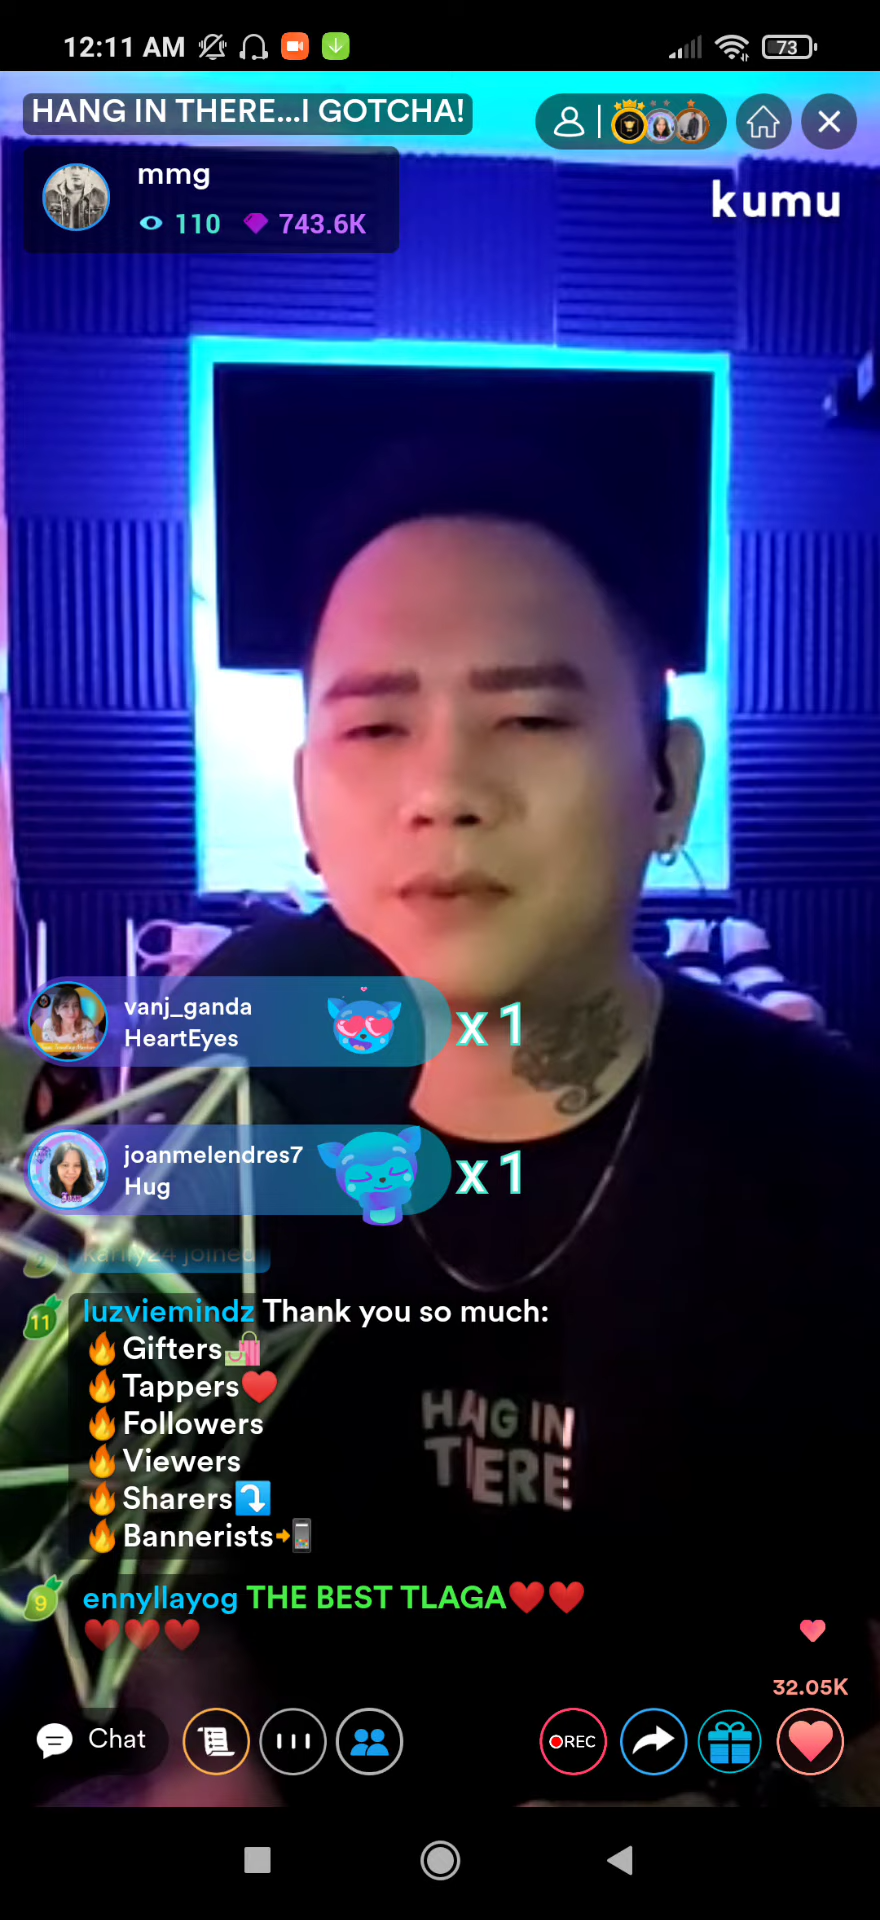 12:11 AM
73
HANG IN THERE...I GOTCHA!
mmg
110 743.6K
kumu
vanj_ganda
HeartEyes
x 1
joanmelendres7
Hug
x 1
joined
11 luzviemindz Thank you so much:
🔥Gifters🛍️
🔥Tappers❤️
🔥Followers
🔥Viewers
🔥Sharers⤵️
🔥Bannerists📲
HANG IN
THERE
9 ennyllayog THE BEST TLAGA❤️❤️
❤️❤️❤️
32.05K
Chat
REC